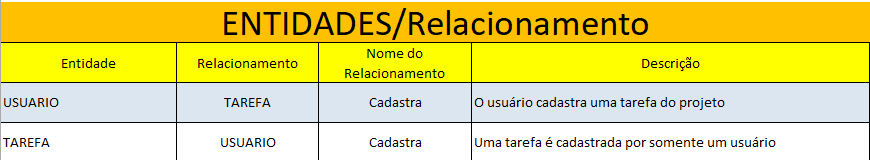 ENTIDADES/Relacionamento
Entidade Relacionamento Nome do Relacionamento Descrição
USUARIO TAREFA Cadastra O usuário cadastra uma tarefa do projeto
TAREFA USUARIO Cadastra Uma tarefa é cadastrada por somente um usuário